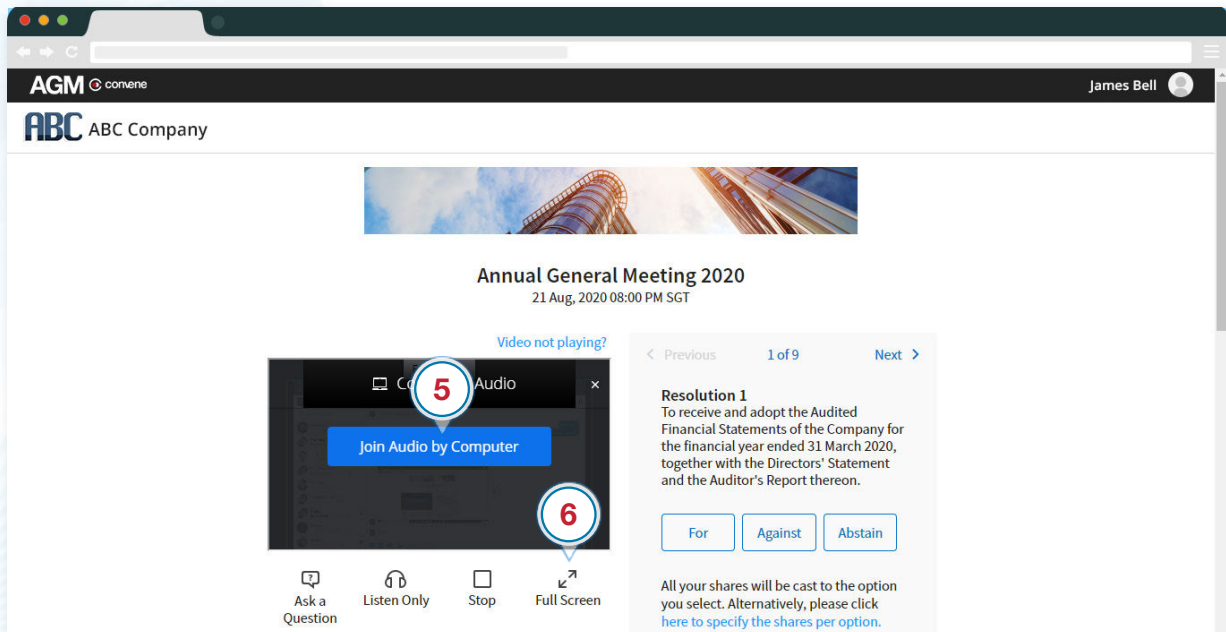 AGM convene
James Bell
ABC ABC Company
Annual General Meeting 2020
21 Aug, 2020 08:00 PM SGT
Video not playing?
Audio
5
Join Audio by Computer
6
Ask a
Question
Listen Only
Stop
Full Screen
Previous 1 of 9 Next
Resolution 1
To receive and adopt the Audited
Financial Statements of the Company for
the financial year ended 31 March 2020,
together with the Directors' Statement
and the Auditor's Report thereon.
For Against Abstain
All your shares will be cast to the option
you select. Alternatively, please click
here to specify the shares per option.